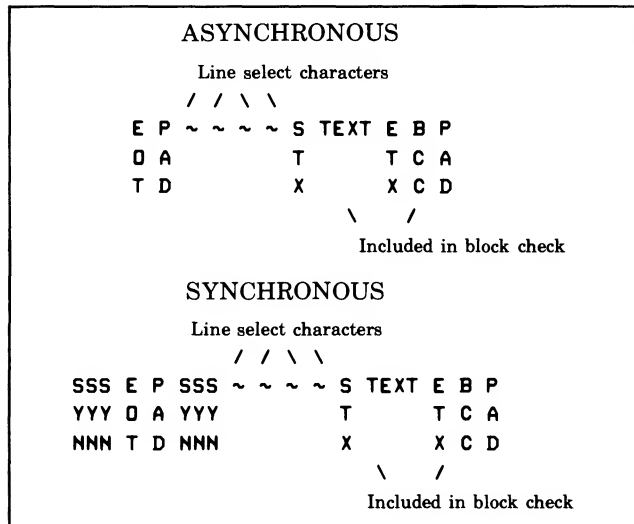 ASYNCHRONOUS
Line select characters
/ / \ \
E P ~ ~ ~ ~ S TEXT E B P
O A T T C A
T D X X C D
\ /
Included in block check
SYNCHRONOUS
Line select characters
/ / \ \
SSS E P SSS ~ ~ ~ ~ S TEXT E B P
YYY O A YYY T T C A
NNN T D NNN X X C D
\ /
Included in block check